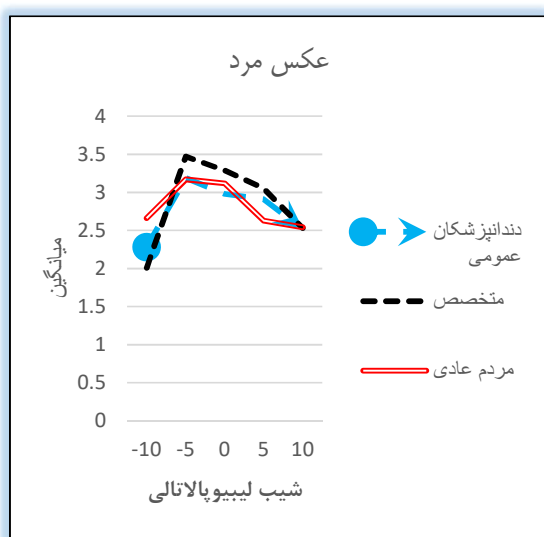 عکس مرد
4
3.5
3
2.5
2
1.5
1
0.5
0
میانگین
-10 -5 0 5 10
شیب لیبیوپالاتالی
دندانپزشکان
عمومی
متخصص
مردم عادی